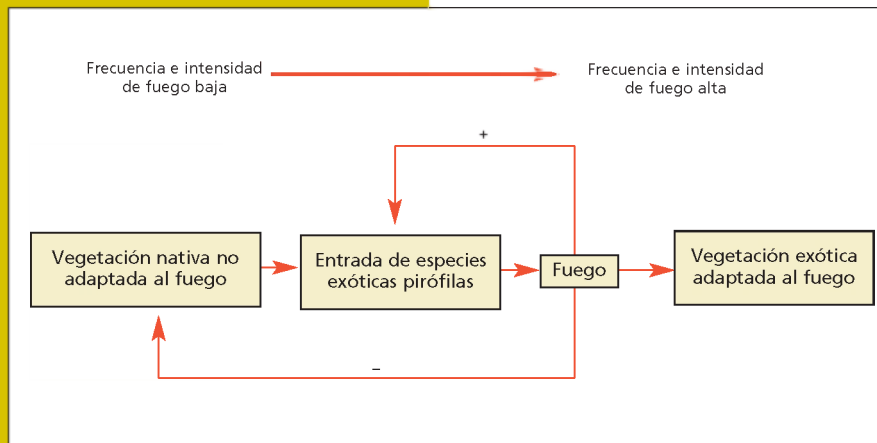 Frecuencia e intensidad
de fuego baja
Frecuencia e intensidad
de fuego alta
+
Vegetación nativa no
adaptada al fuego
Entrada de especies
exóticas pirófilas
Fuego
Vegetación exótica
adaptada al fuego
–